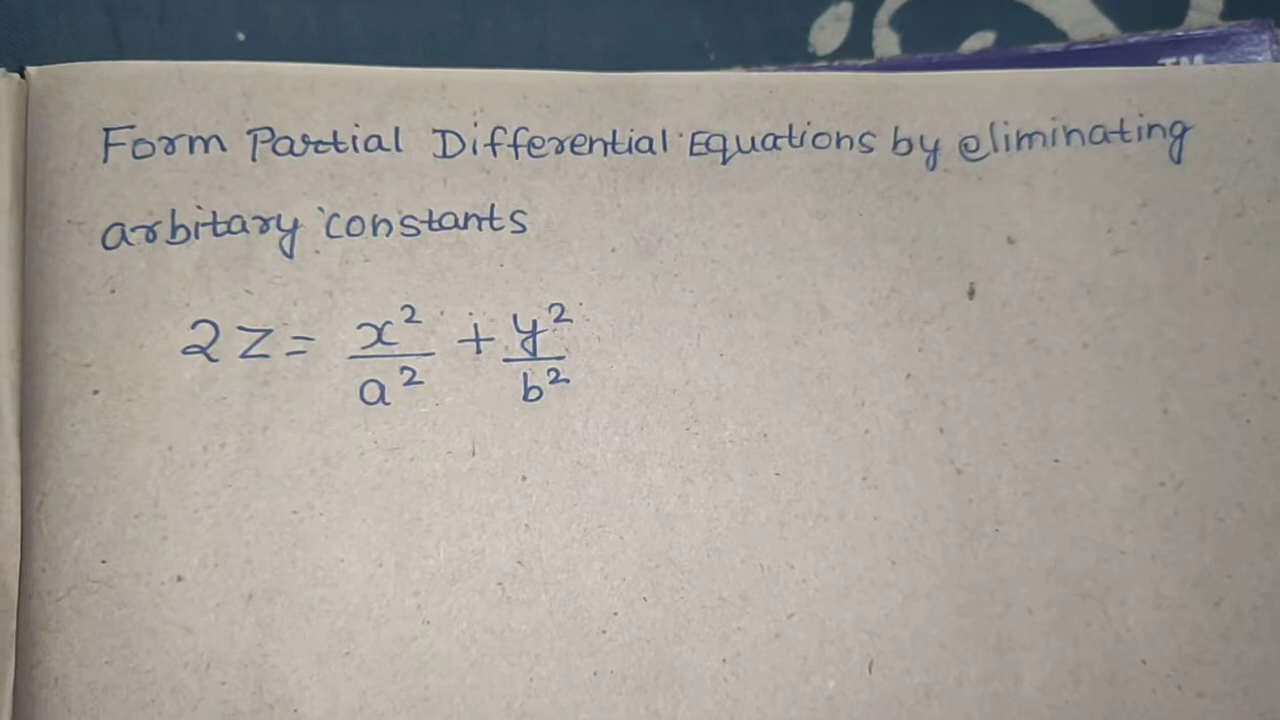 Form Partial Differential Equations by eliminating
arbitary constants
2z = x²/a² + y²/b²